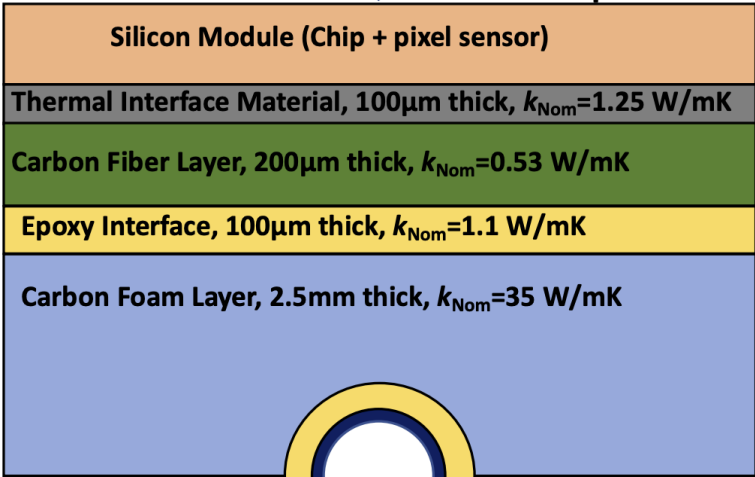 Silicon Module (Chip + pixel sensor)
Thermal Interface Material, 100μm thick, kNom=1.25 W/mK
Carbon Fiber Layer, 200μm thick, kNom=0.53 W/mK
Epoxy Interface, 100μm thick, kNom=1.1 W/mK
Carbon Foam Layer, 2.5mm thick, kNom=35 W/mK